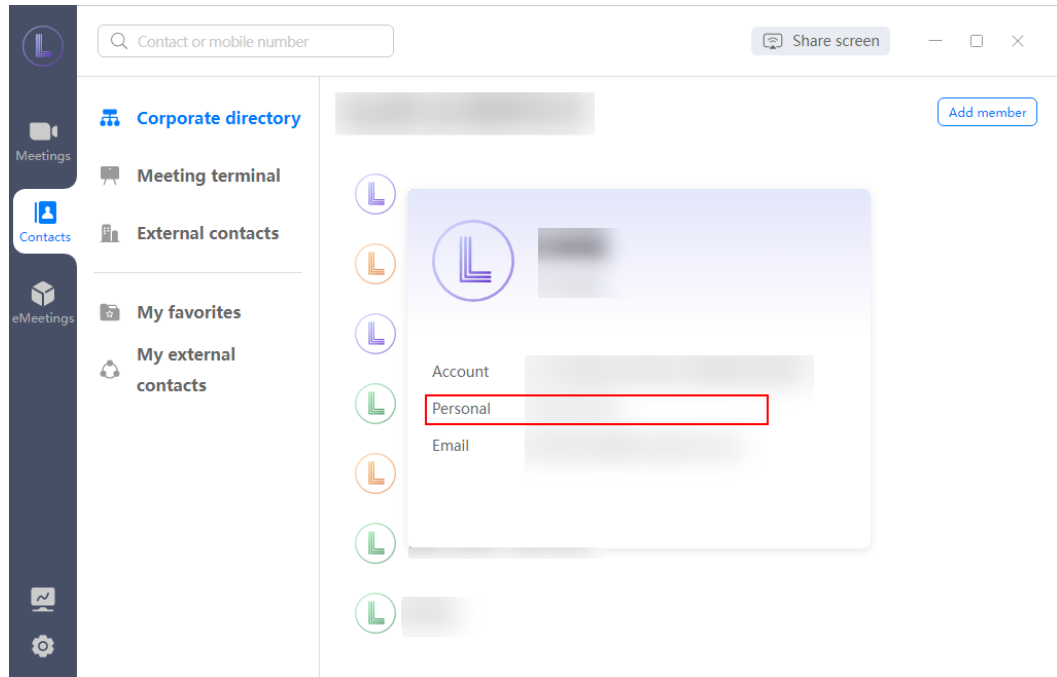 Contact or mobile number
Share screen
Meetings
Contacts
eMeetings
Corporate directory
Meeting terminal
External contacts
My favorites
My external
contacts
Add member
Account
Personal
Email